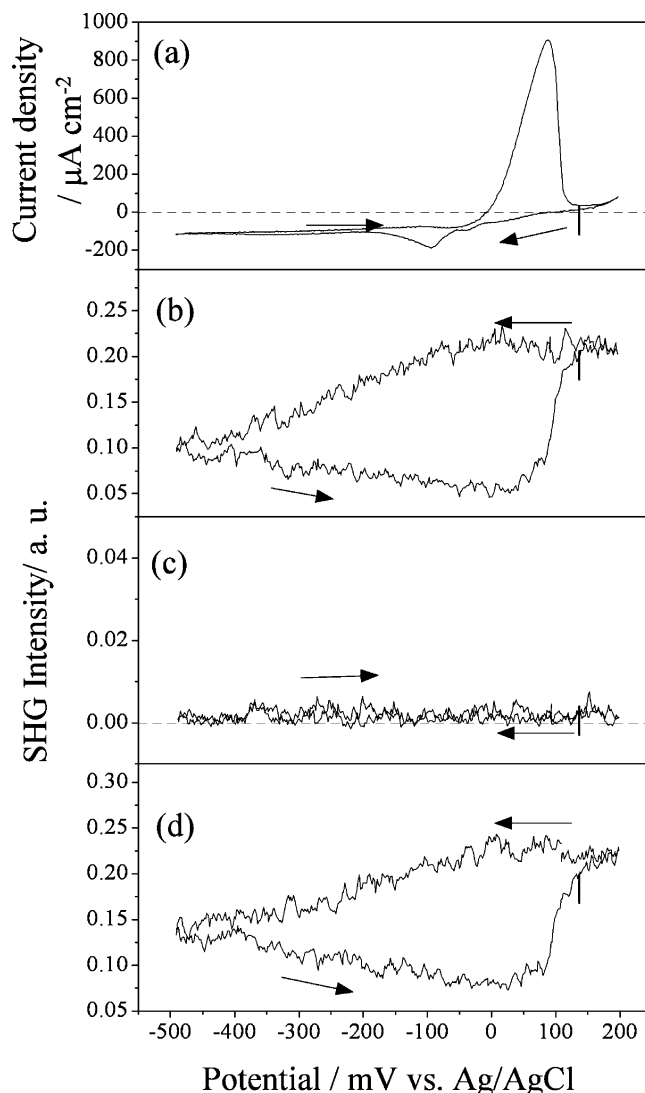 (a)
1000
800
600
400
200
0
-200
Current density
/ μA cm-2
(b)
0.25
0.20
0.15
0.10
0.05
(c)
0.04
0.02
0.00
SHG Intensity/ a. u.
(d)
0.30
0.25
0.20
0.15
0.10
0.05
-500 -400 -300 -200 -100 0 100 200
Potential / mV vs. Ag/AgCl